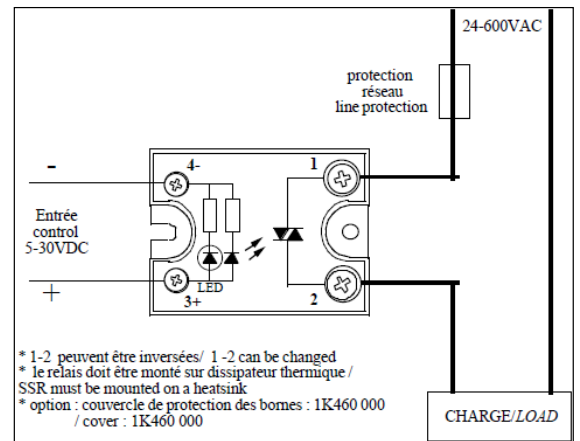 24-600VAC
protection
réseau
line protection
-
4-
1
Entrée
control
5-30VDC
+
LED
3+
2
* 1-2 peuvent être inversées/ 1 -2 can be changed
* le relais doit être monté sur dissipateur thermique /
SSR must be mounted on a heatsink
* option : couvercle de protection des bornes : 1K460 000
/ cover : 1K460 000
CHARGE/LOAD